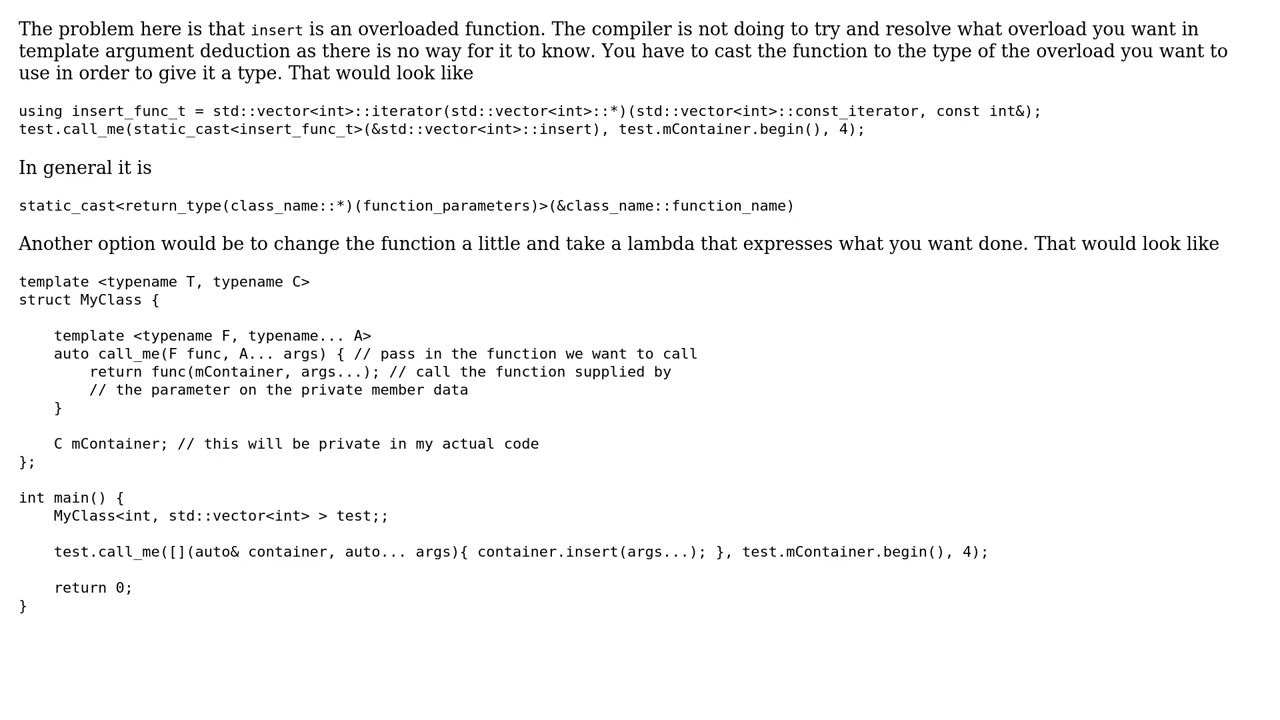 The problem here is that insert is an overloaded function. The compiler is not doing to try and resolve what overload you want in
template argument deduction as there is no way for it to know. You have to cast the function to the type of the overload you want to
use in order to give it a type. That would look like
using insert_func_t = std::vector<int>::iterator(std::vector<int>::*)(std::vector<int>::const_iterator, const int&);
test.call_me(static_cast<insert_func_t>(&std::vector<int>::insert), test.mContainer.begin(), 4);
In general it is
static_cast<return_type(class_name::*)(function_parameters)>(&class_name::function_name)
Another option would be to change the function a little and take a lambda that expresses what you want done. That would look like
template <typename T, typename C>
struct MyClass {
    template <typename F, typename... A>
    auto call_me(F func, A... args) { // pass in the function we want to call
        return func(mContainer, args...); // call the function supplied by
        // the parameter on the private member data
    }
    C mContainer; // this will be private in my actual code
};
int main() {
    MyClass<int, std::vector<int> > test;;
    test.call_me([](auto& container, auto... args){ container.insert(args...); }, test.mContainer.begin(), 4);
    return 0;
}